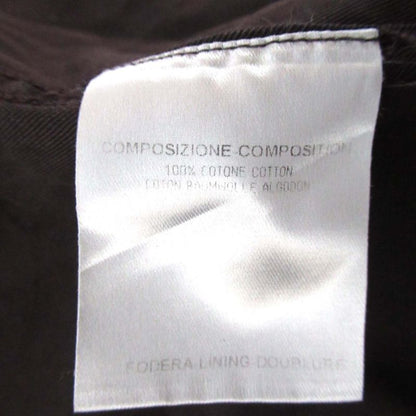 COMPOSIZIONE-COMPOSITION
100% COTONE COTTON
COTON BAUMWOLLE ALGODON
FODERA LINING DOUBLURE